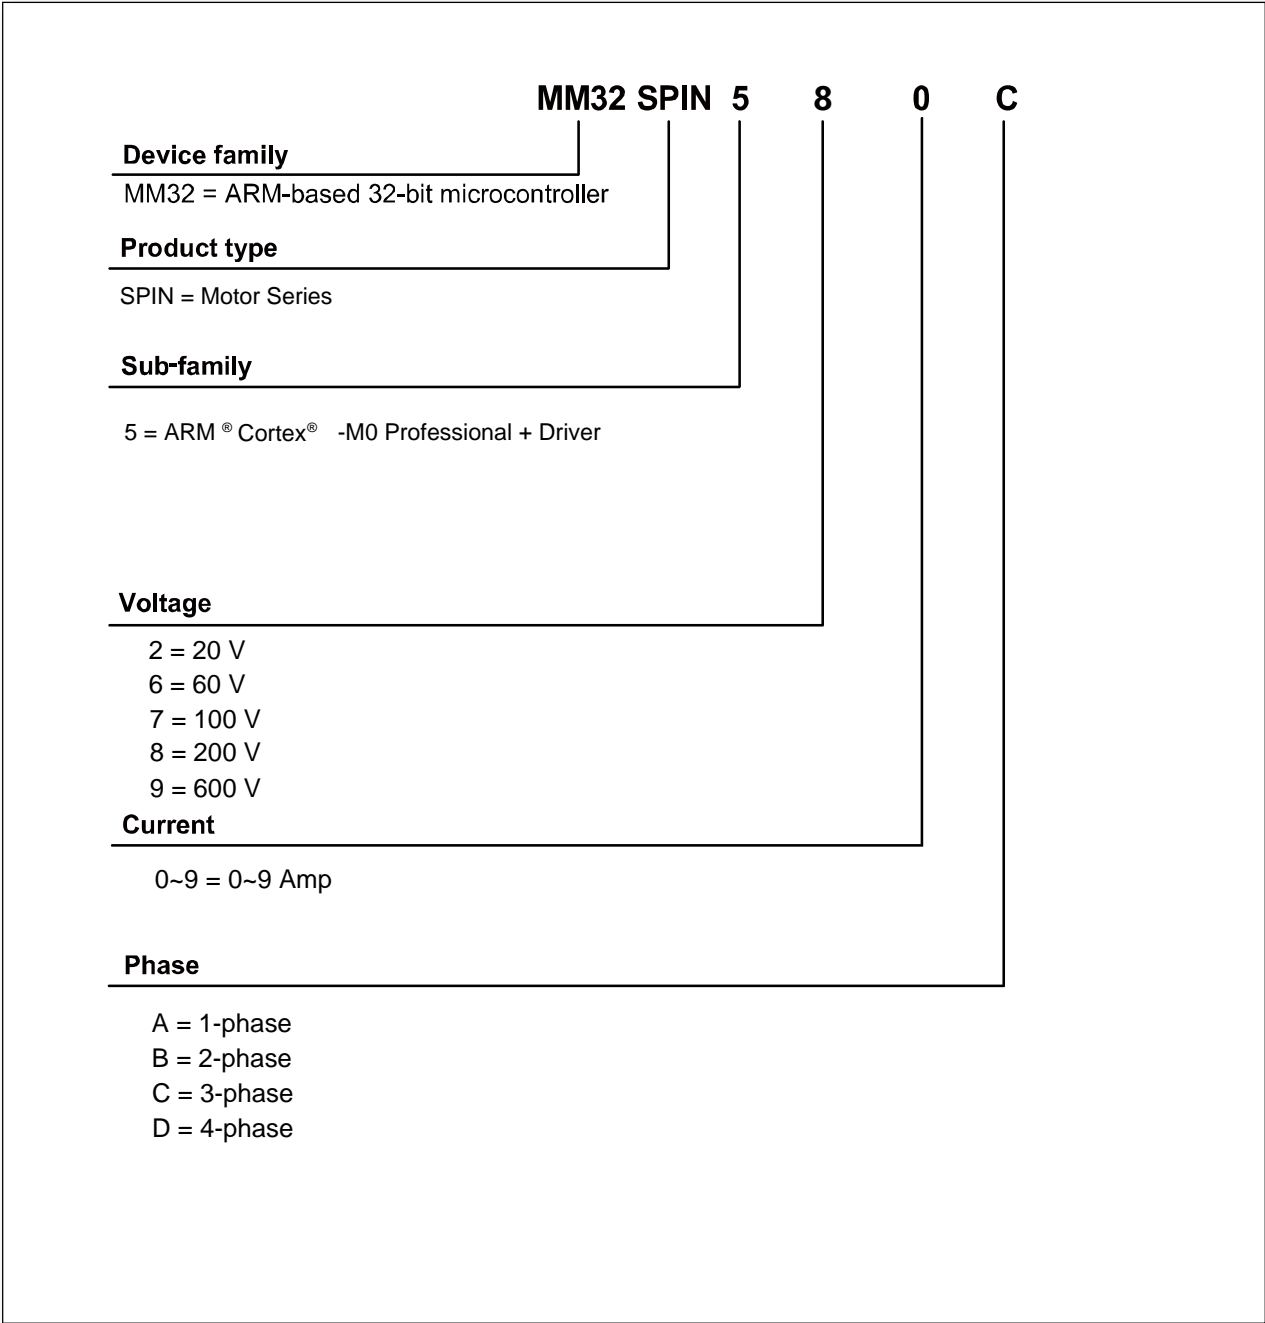 MM32 SPIN 5 8 0 C
Device family
MM32 = ARM-based 32-bit microcontroller
Product type
SPIN = Motor Series
Sub-family
5 = ARM ® Cortex® -M0 Professional + Driver
Voltage
2 = 20 V
6 = 60 V
7 = 100 V
8 = 200 V
9 = 600 V
Current
0~9 = 0~9 Amp
Phase
A = 1-phase
B = 2-phase
C = 3-phase
D = 4-phase